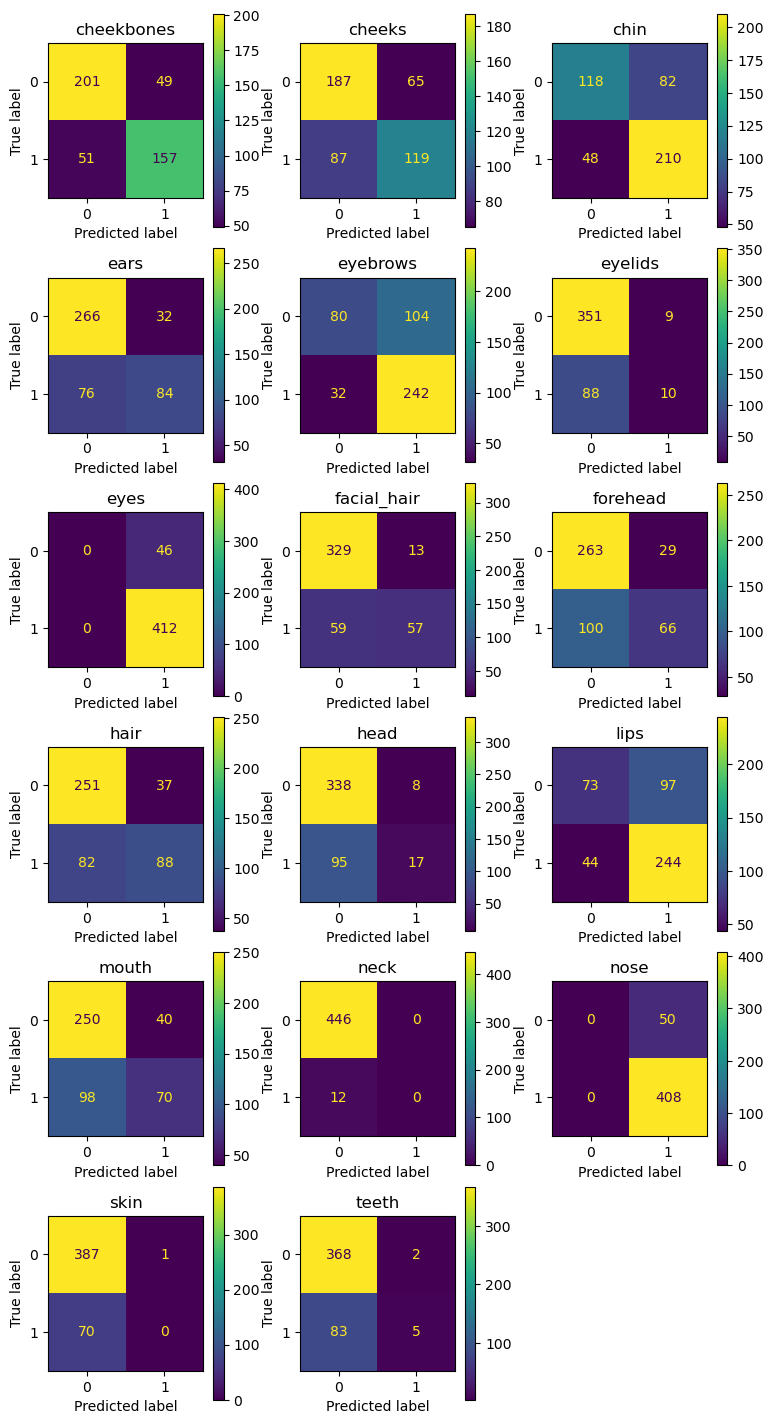 cheekbones cheeks chin
200 180 200
0 201 49 0 187 65 0 118 82
175 160 175
150 140 150
125 120 125
100 100 100
1 51 157 1 87 119 1 48 210
75 80 75
50 50
True label True label True label
0 1 0 1 0 1
Predicted label Predicted label Predicted label
ears eyebrows eyelids
250 200 350
0 266 32 0 80 104 0 351 9
200 150 300
150 100 250
100 50 200
1 76 84 1 32 242 1 88 10
50 150
100
50
True label True label True label
0 1 0 1 0 1
Predicted label Predicted label Predicted label
eyes facial_hair forehead
400 300 250
0 0 46 0 329 13 0 263 29
300 250 200
200 200 150
100 150 100
1 0 412 1 59 57 1 100 66
0 100 50
50
True label True label True label
0 1 0 1 0 1
Predicted label Predicted label Predicted label
hair head lips
250 300 200
0 251 37 0 338 8 0 73 97
200 250 150
150 200 100
100 150 50
1 82 88 1 95 17 1 44 244
50 100
50
True label True label True label
0 1 0 1 0 1
Predicted label Predicted label Predicted label
mouth neck nose
250 400 400
0 250 40 0 446 0 0 0 50
200 300 300
150 200 200
100 100 100
1 98 70 1 12 0 1 0 408
50 0 0
True label True label True label
0 1 0 1 0 1
Predicted label Predicted label Predicted label
skin teeth
300 300
0 387 1 0 368 2
200 200
100 100
1 70 0 1 83 5
0
True label True label
0 1 0 1
Predicted label Predicted label